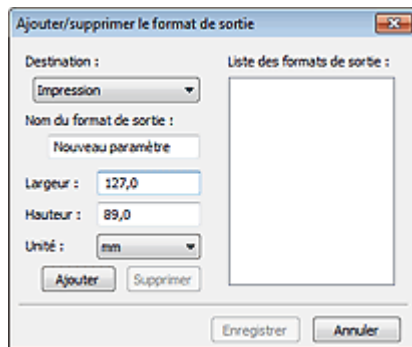 Ajouter/supprimer le format de sortie
Destination :
Impression
Nom du format de sortie :
Nouveau paramètre
Largeur : 127,0
Hauteur : 89,0
Unité : mm
Ajouter Supprimer
Liste des formats de sortie :
Enregistrer Annuler